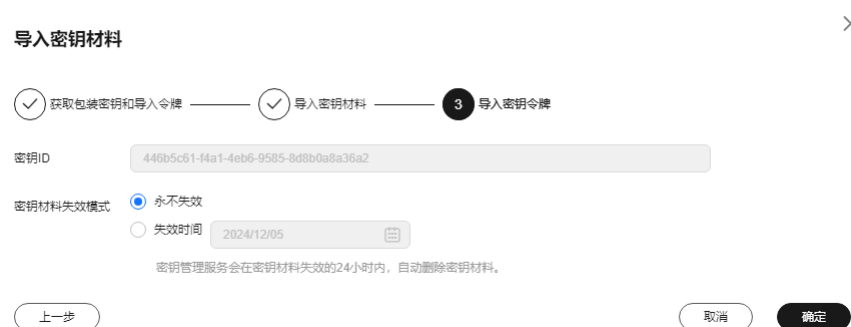 导入密钥材料
获取包装密钥和导入令牌 导入密钥材料 3 导入密钥令牌
密钥ID 446b5c61-f4a1-4eb6-9585-8d8b0a8a36a2
密钥材料失效模式 永不失效
失效时间 2024/12/05
密钥管理服务会在密钥材料失效的24小时内，自动删除密钥材料。
上一步 取消 确定